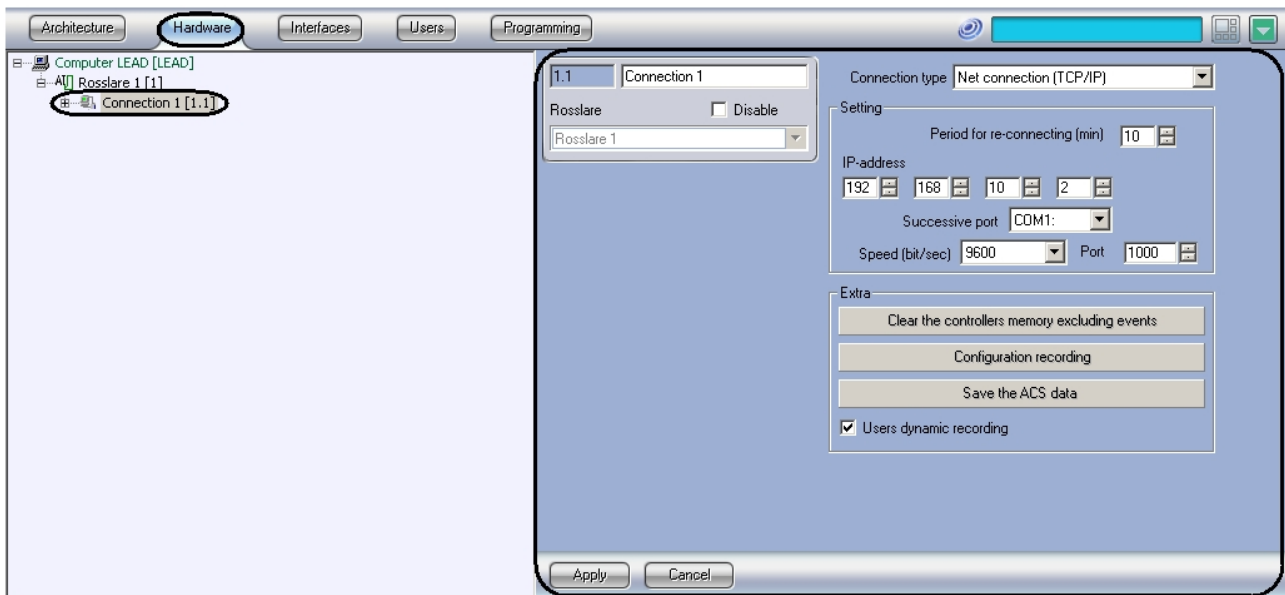 Architecture Hardware Interfaces Users Programming
Computer LEAD [LEAD]
Rosslare 1 [1]
Connection 1 [1.1]
1.1 Connection 1
Rosslare Disable
Rosslare 1
Connection type Net connection (TCP/IP)
Setting
Period for re-connecting (min) 10
IP-address
192 168 10 2
Successive port COM1:
Speed (bit/sec) 9600 Port 1000
Extra
Clear the controllers memory excluding events
Configuration recording
Save the ACS data
Users dynamic recording
Apply Cancel